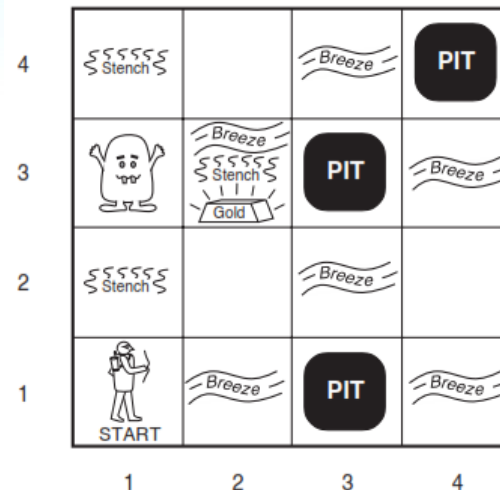 4
Stench
Breeze
PIT
3
Breeze
Stench
Gold
PIT
Breeze
2
Stench
Breeze
1
START
Breeze
PIT
Breeze
1 2 3 4